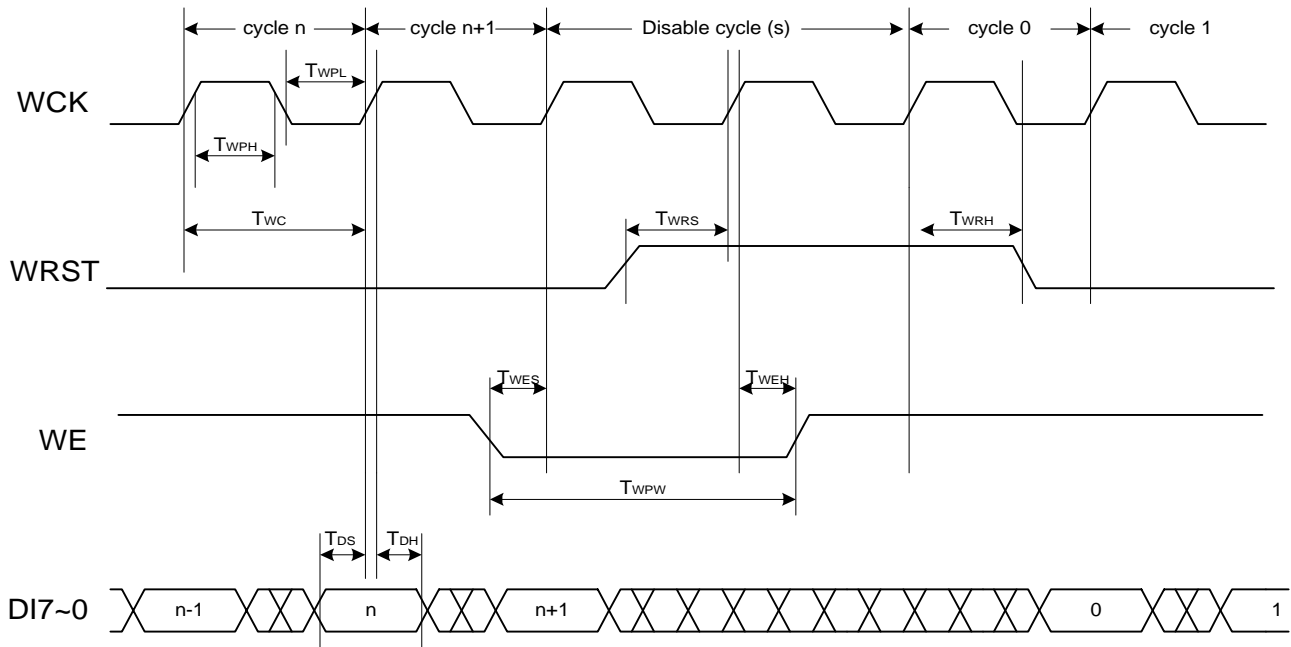 cycle n cycle n+1 Disable cycle (s) cycle 0 cycle 1
TWPL
WCK
TWPH
TWC TWRS TWRH
WRST
TWES TWEH
WE
TWPW
TDS TDH
DI7~0 n-1 n n+1 0 1